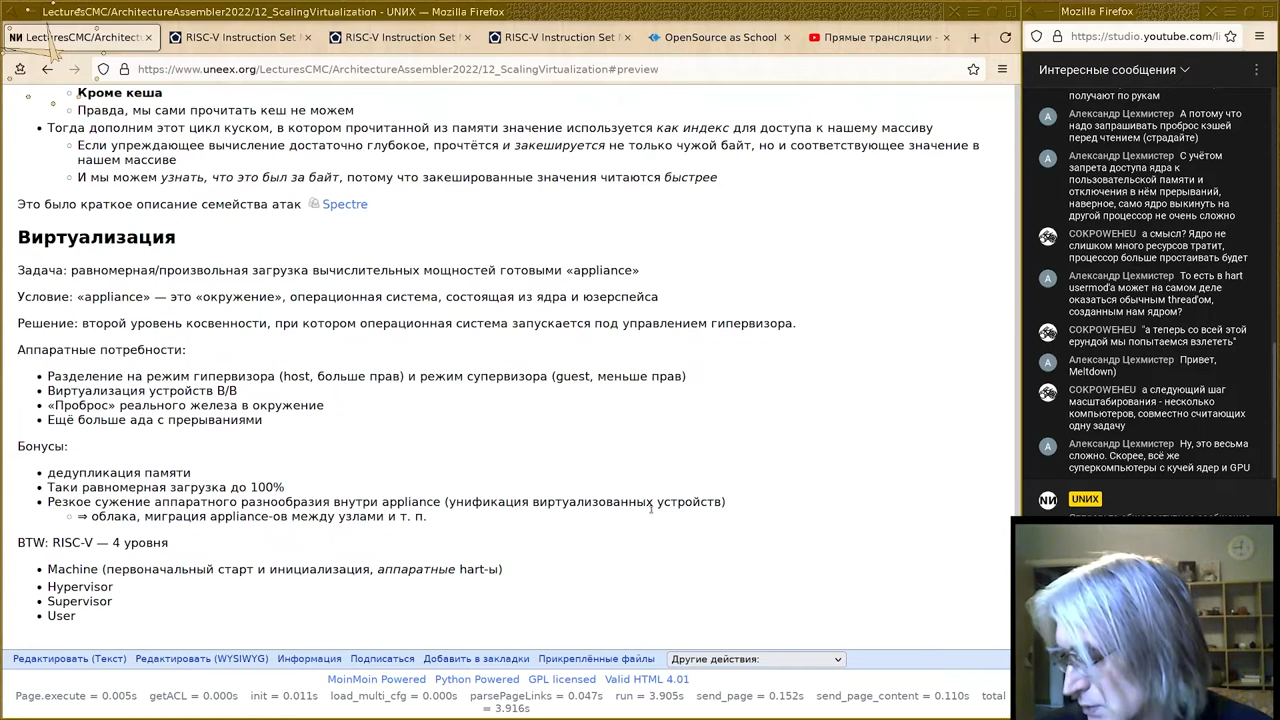 LecturesCMC/ArchitectureAssembler2022/12_ScalingVirtualization - UNИX — Mozilla Firefox
NИ LecturesCMC/Architectu
RISC-V Instruction Set M
RISC-V Instruction Set M
RISC-V Instruction Set M
OpenSource as School
Прямые трансляции -
https://www.uneex.org/LecturesCMC/ArchitectureAssembler2022/12_ScalingVirtualization#preview
Кроме кеша
Правда, мы сами прочитать кеш не можем
Тогда дополним этот цикл куском, в котором прочитанной из памяти значение используется как индекс для доступа к нашему массиву
Если упреждающее вычисление достаточно глубокое, прочтётся и закешируется не только чужой байт, но и соответствующее значение в
нашем массиве
И мы можем узнать, что это был за байт, потому что закешированные значения читаются быстрее
Это было краткое описание семейства атак Spectre
Виртуализация
Задача: равномерная/произвольная загрузка вычислительных мощностей готовыми «appliance»
Условие: «appliance» — это «окружение», операционная система, состоящая из ядра и юзерспейса
Решение: второй уровень косвенности, при котором операционная система запускается под управлением гипервизора.
Аппаратные потребности:
Разделение на режим гипервизора (host, больше прав) и режим супервизора (guest, меньше прав)
Виртуализация устройств В/В
«Проброс» реального железа в окружение
Ещё больше ада с прерываниями
Бонусы:
дедупликация памяти
Таки равномерная загрузка до 100%
Резкое сужение аппаратного разнообразия внутри appliance (унификация виртуализованных устройств)
⇒ облака, миграция appliance-ов между узлами и т. п.
BTW: RISC-V — 4 уровня
Machine (первоначальный старт и инициализация, аппаратные hart-ы)
Hypervisor
Supervisor
User
Редактировать (Текст) Редактировать (WYSIWYG) Информация Подписаться Добавить в закладки Прикреплённые файлы Другие действия:
MoinMoin Powered Python Powered GPL licensed Valid HTML 4.01
Page.execute = 0.005s getACL = 0.000s init = 0.011s load_multi_cfg = 0.000s parsePageLinks = 0.047s run = 3.905s send_page = 0.152s send_page_content = 0.110s total
= 3.916s
Mozilla Firefox
https://studio.youtube.com/li
Интересные сообщения
получают по рукам
Александр Цехмистер А потому что
надо запрашивать проброс кэшей
перед чтением (страдайте)
Александр Цехмистер С учётом
запрета доступа ядра к
пользовательской памяти и
отключения в нём прерываний,
наверное, само ядро выкинуть на
другой процессор не очень сложно
COKPOWEHEU а смысл? Ядро не
слишком много ресурсов тратит,
процессор больше простаивать будет
Александр Цехмистер То есть в hart
usermod'а может на самом деле
оказаться обычным thread'ом,
созданным нам ядром?
COKPOWEHEU "а теперь со всей этой
ерундой мы попытаемся взлететь"
Александр Цехмистер Привет,
Meltdown)
COKPOWEHEU а следующий шаг
масштабирования - несколько
компьютеров, совместно считающих
одну задачу
Александр Цехмистер Ну, это весьма
сложно. Скорее, всё же
суперкомпьютеры с кучей ядер и GPU
NИ UNИX